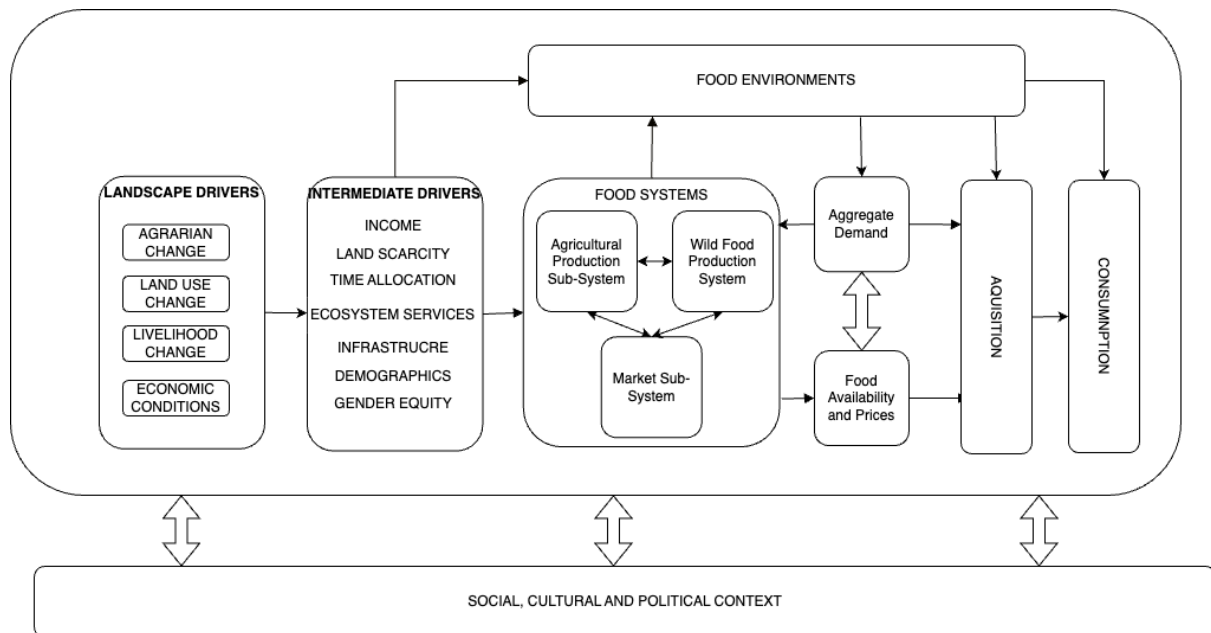 FOOD ENVIRONMENTS
LANDSCAPE DRIVERS
AGRARIAN
CHANGE
LAND USE
CHANGE
LIVELIHOOD
CHANGE
ECONOMIC
CONDITIONS
INTERMEDIATE DRIVERS
INCOME
LAND SCARCITY
TIME ALLOCATION
ECOSYSTEM SERVICES
INFRASTRUCRE
DEMOGRAPHICS
GENDER EQUITY
FOOD SYSTEMS
Agricultural
Production
Sub-System
Wild Food
Production
System
Market Sub-
System
Aggregate
Demand
Food
Availability
and Prices
AQUISITION
CONSUMNPTION
SOCIAL, CULTURAL AND POLITICAL CONTEXT